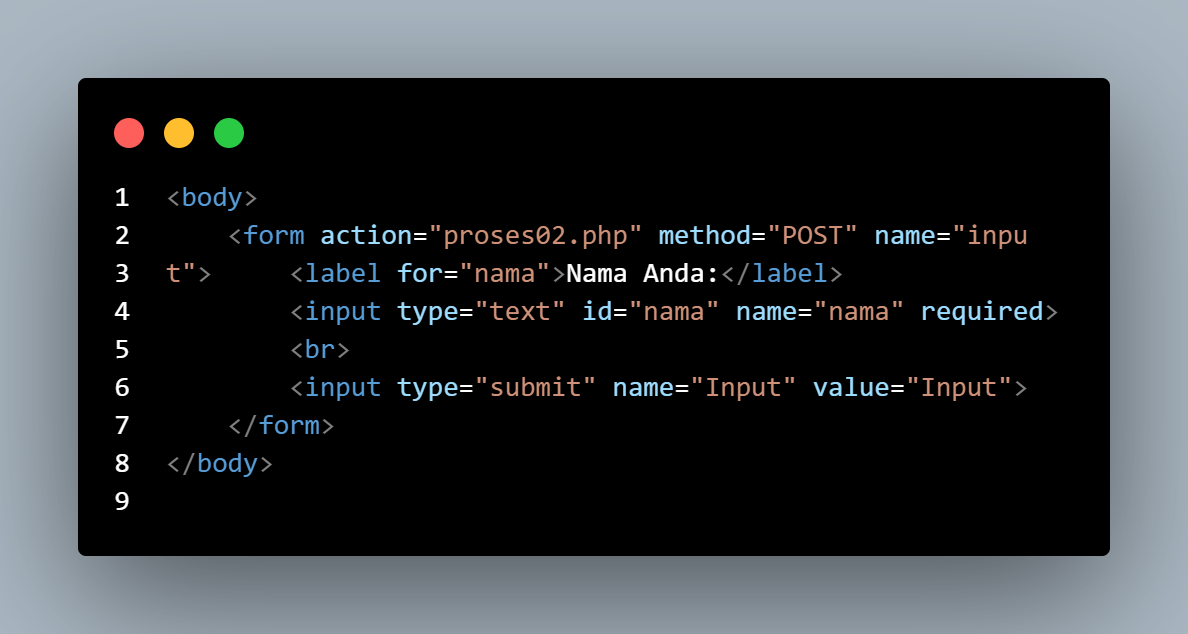 1 <body>
2     <form action="proses02.php" method="POST" name="inpu
3 t">     <label for="nama">Nama Anda:</label>
4         <input type="text" id="nama" name="nama" required>
5         <br>
6         <input type="submit" name="Input" value="Input">
7     </form>
8 </body>
9